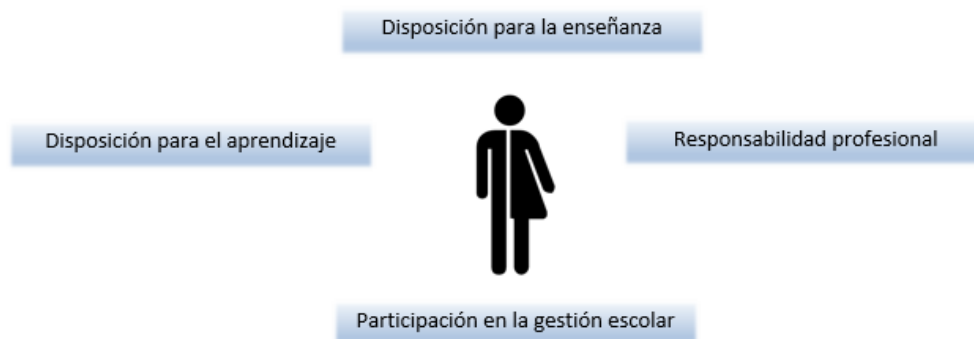 Disposición para la enseñanza
Disposición para el aprendizaje
Responsabilidad profesional
Participación en la gestión escolar